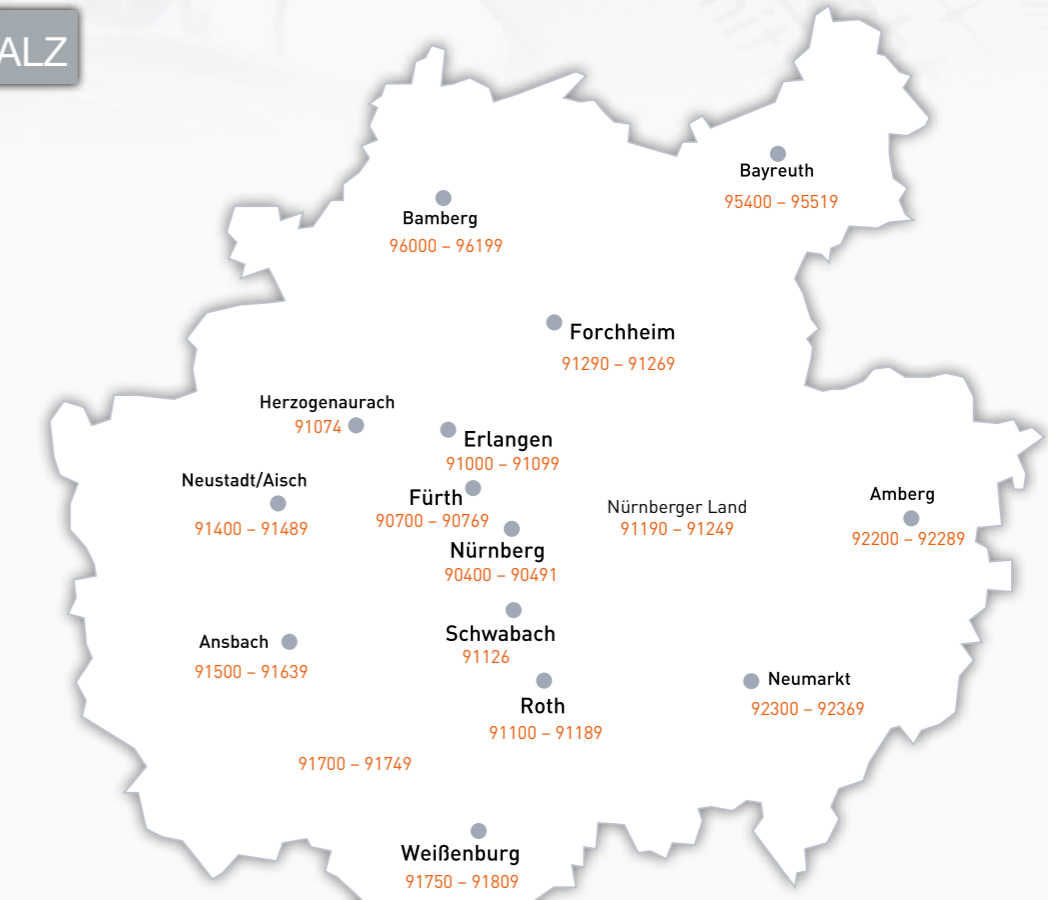 ALZ
Bayreuth
95400 – 95519
Bamberg
96000 – 96199
Forchheim
91290 – 91269
Herzogenaurach
91074
Erlangen
91000 – 91099
Neustadt/Aisch
91400 – 91489
Fürth
90700 – 90769
Nürnberger Land
91190 – 91249
Amberg
92200 – 92289
Nürnberg
90400 – 90491
Schwabach
91126
Ansbach
91500 – 91639
Neumarkt
92300 – 92369
Roth
91100 – 91189
91700 – 91749
Weißenburg
91750 – 91809